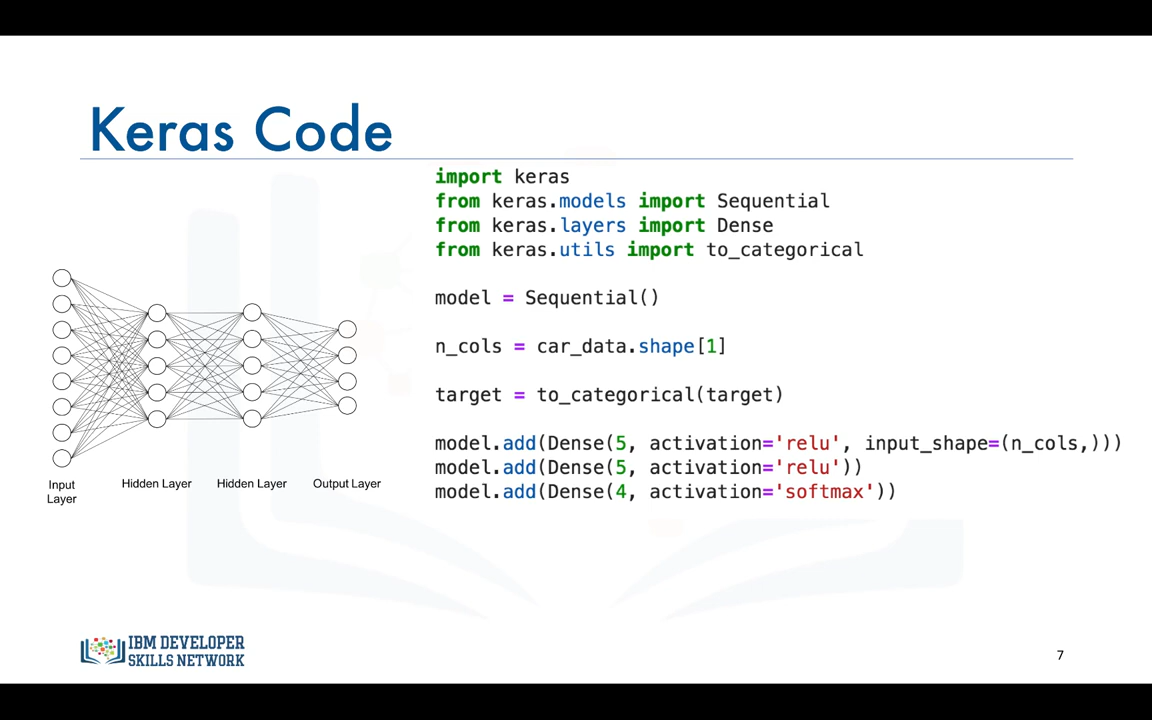 Keras Code
import keras
from keras.models import Sequential
from keras.layers import Dense
from keras.utils import to_categorical
model = Sequential()
n_cols = car_data.shape[1]
target = to_categorical(target)
model.add(Dense(5, activation='relu', input_shape=(n_cols,)))
model.add(Dense(5, activation='relu'))
model.add(Dense(4, activation='softmax'))
Input
Layer
Hidden Layer
Hidden Layer
Output Layer
IBM DEVELOPER
SKILLS NETWORK
7